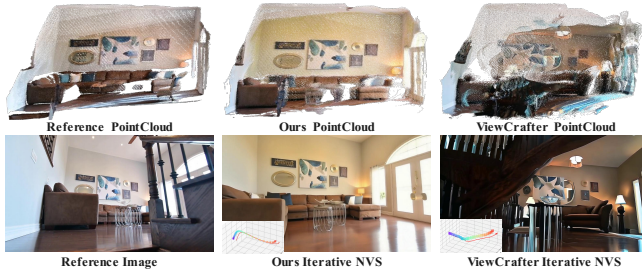 Reference PointCloud
Ours PointCloud
ViewCrafter PointCloud
Reference Image
Ours Iterative NVS
ViewCrafter Iterative NVS